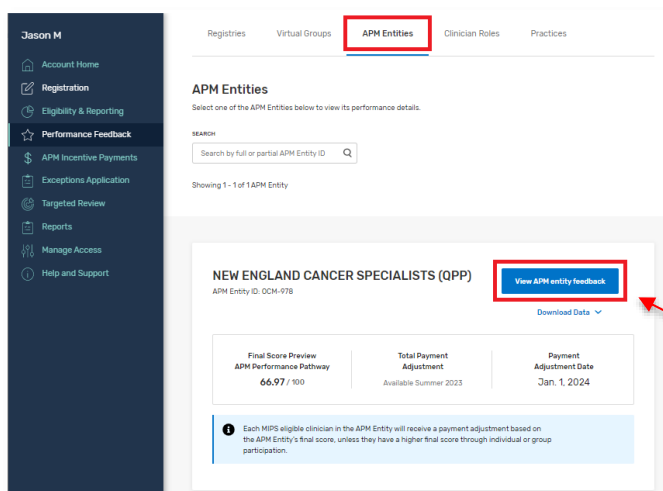 Jason M
Account Home
Registration
Eligibility & Reporting
Performance Feedback
APM Incentive Payments
Exceptions Application
Targeted Review
Reports
Manage Access
Help and Support
Registries Virtual Groups APM Entities Clinician Roles Practices
APM Entities
Select one of the APM Entities below to view its performance details.
SEARCH
Search by full or partial APM Entity ID
Showing 1 - 1 of 1 APM Entity
NEW ENGLAND CANCER SPECIALISTS (QPP)
APM Entity ID: OCM-978
View APM entity feedback
Download Data
Final Score Preview
APM Performance Pathway
66.97 / 100
Total Payment
Adjustment
Available Summer 2023
Payment
Adjustment Date
Jan. 1, 2024
Each MIPS eligible clinician in the APM Entity will receive a payment adjustment based on
the APM Entity's final score, unless they have a higher final score through individual or group
participation.